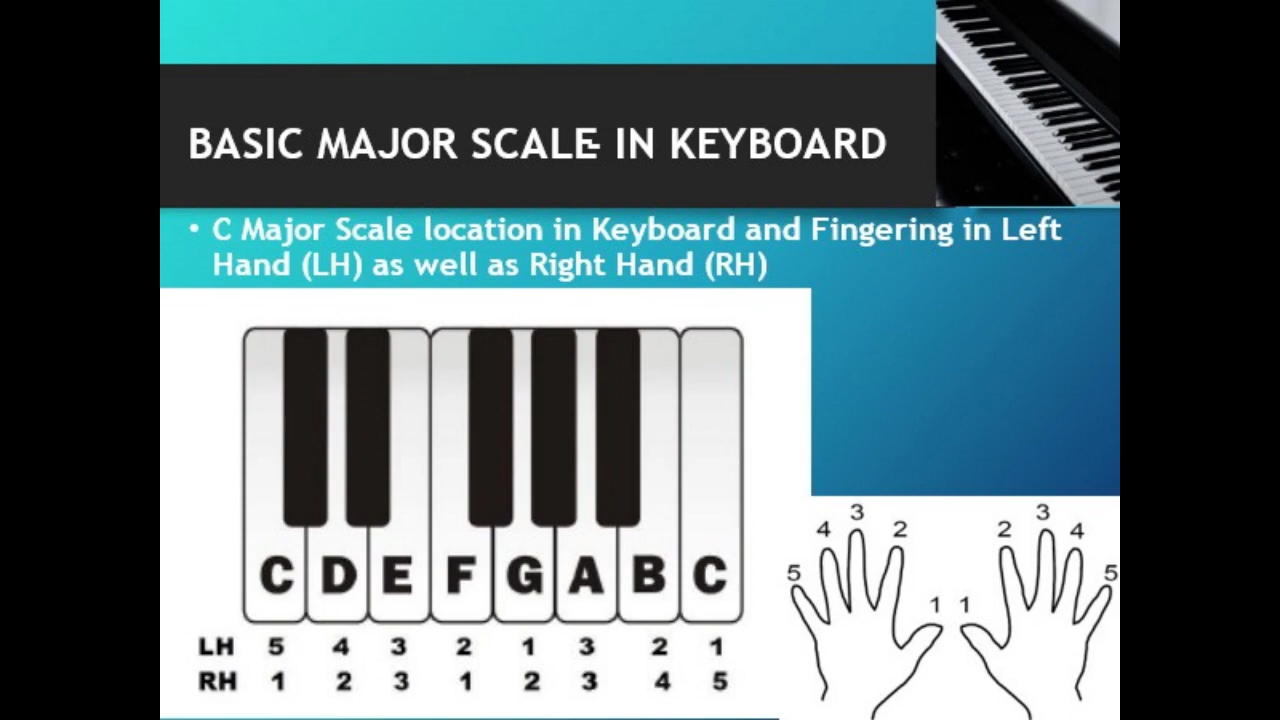 BASIC MAJOR SCALE- IN KEYBOARD
• C Major Scale location in Keyboard and Fingering in Left
Hand (LH) as well as Right Hand (RH)
C D E F G A B C
LH 5 4 3 2 1 3 2 1
RH 1 2 3 1 2 3 4 5
5 4 3 2 1 1 2 3 4 5